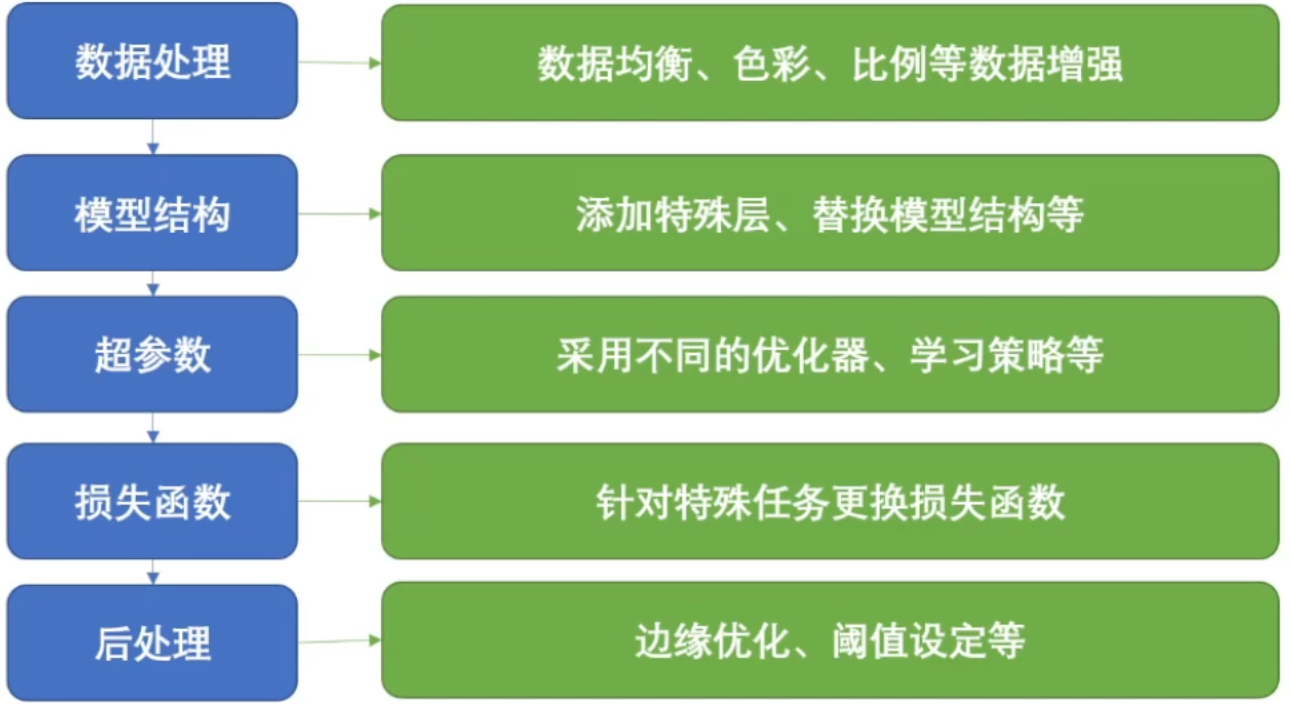 数据处理
数据均衡、色彩、比例等数据增强
模型结构
添加特殊层、替换模型结构等
超参数
采用不同的优化器、学习策略等
损失函数
针对特殊任务更换损失函数
后处理
边缘优化、阈值设定等